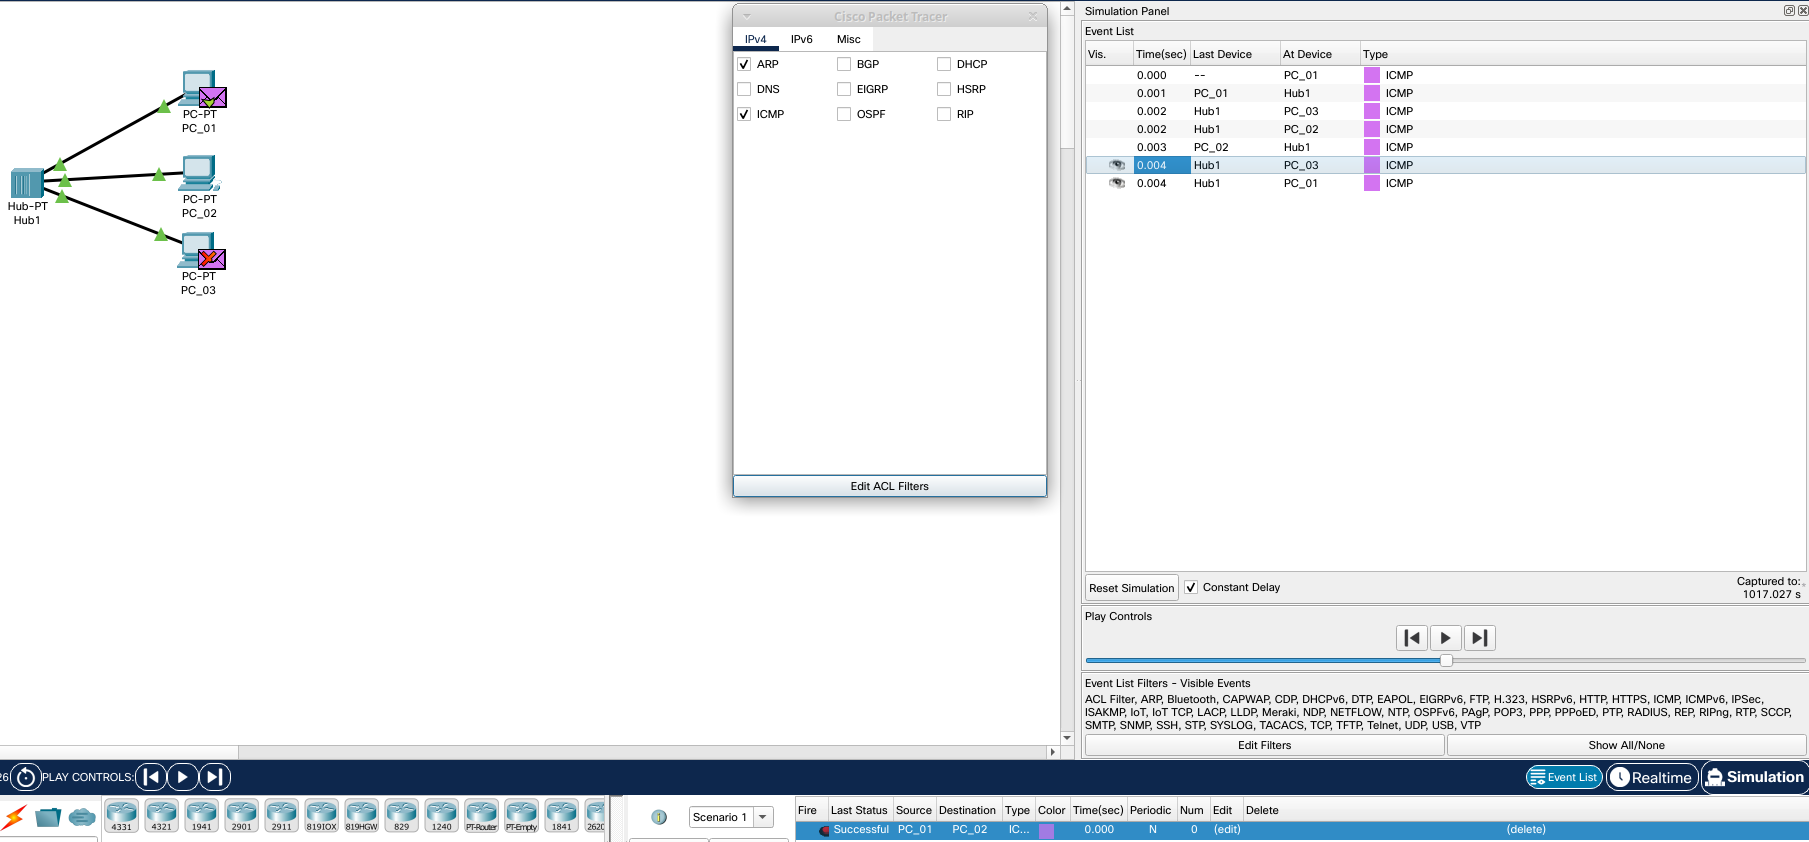 PC-PT
PC_01
PC-PT
PC_02
Hub-PT
Hub1
PC-PT
PC_03
Cisco Packet Tracer
IPv4 IPv6 Misc
ARP BGP DHCP
DNS EIGRP HSRP
ICMP OSPF RIP
Edit ACL Filters
Simulation Panel
Event List
Vis. Time(sec) Last Device At Device Type
0.000 -- PC_01 ICMP
0.001 PC_01 Hub1 ICMP
0.002 Hub1 PC_03 ICMP
0.002 Hub1 PC_02 ICMP
0.003 PC_02 Hub1 ICMP
0.004 Hub1 PC_03 ICMP
0.004 Hub1 PC_01 ICMP
Reset Simulation Constant Delay
Captured to:
1017.027 s
Play Controls
Event List Filters - Visible Events
ACL Filter, ARP, Bluetooth, CAPWAP, CDP, DHCPv6, DTP, EAPOL, EIGRPv6, FTP, H.323, HSRPv6, HTTP, HTTPS, ICMP, ICMPv6, IPSec,
ISAKMP, IoT, IoT TCP, LACP, LLDP, Meraki, NDP, NETFLOW, NTP, OSPFv6, PAgP, POP3, PPP, PPPoED, PTP, RADIUS, REP, RIPng, RTP, SCCP,
SMTP, SNMP, SSH, STP, SYSLOG, TACACS, TCP, TFTP, Telnet, UDP, USB, VTP
Edit Filters Show All/None
26 PLAY CONTROLS: Event List Realtime Simulation
4331 4321 1941 2901 2911 819IOX 819HGW 829 1240 PT-Router PT-Empty 1841 2620
Scenario 1
Fire Last Status Source Destination Type Color Time(sec) Periodic Num Edit Delete
Successful PC_01 PC_02 IC... 0.000 N 0 (edit) (delete)